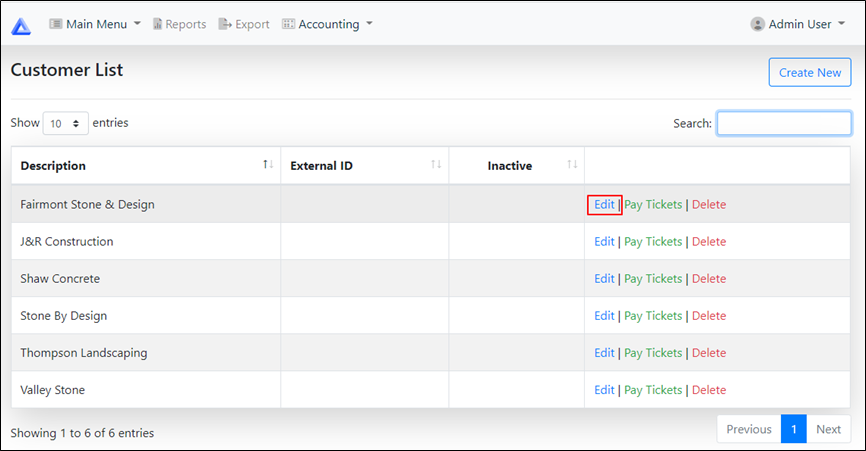 Main Menu Reports Export Accounting Admin User
Customer List Create New
Show 10 entries Search:
Description External ID Inactive
Fairmont Stone & Design Edit | Pay Tickets | Delete
J&R Construction Edit | Pay Tickets | Delete
Shaw Concrete Edit | Pay Tickets | Delete
Stone By Design Edit | Pay Tickets | Delete
Thompson Landscaping Edit | Pay Tickets | Delete
Valley Stone Edit | Pay Tickets | Delete
Showing 1 to 6 of 6 entries Previous 1 Next